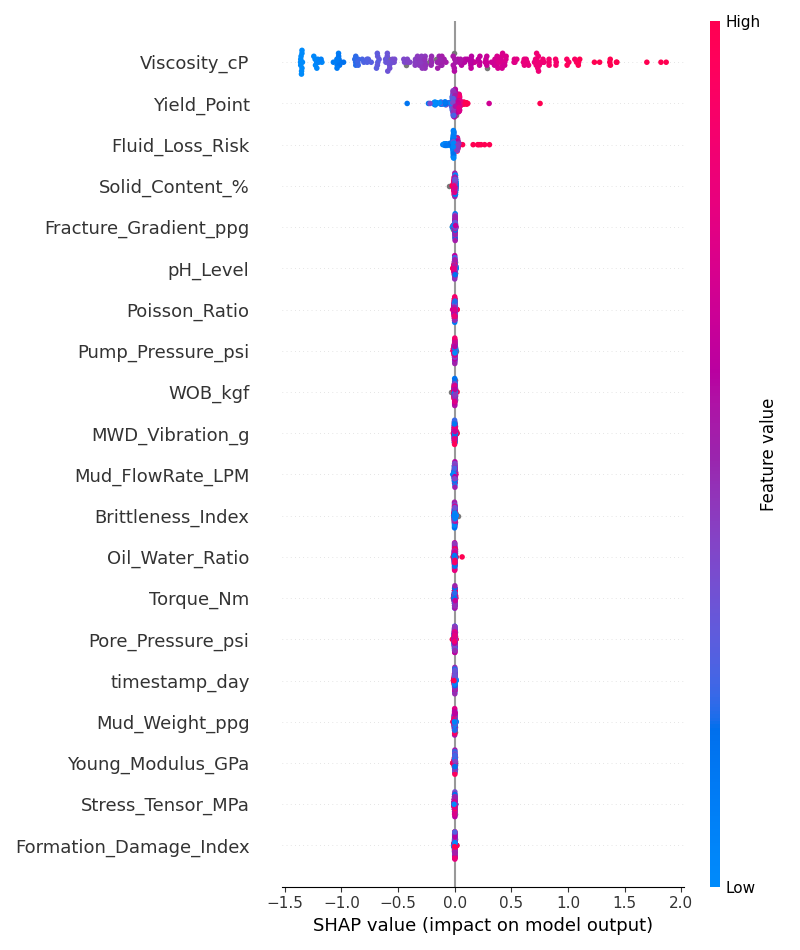 High
Viscosity_cP
Yield_Point
Fluid_Loss_Risk
Solid_Content_%
Fracture_Gradient_ppg
pH_Level
Poisson_Ratio
Pump_Pressure_psi
WOB_kgf
MWD_Vibration_g
Mud_FlowRate_LPM
Brittleness_Index
Oil_Water_Ratio
Torque_Nm
Pore_Pressure_psi
timestamp_day
Mud_Weight_ppg
Young_Modulus_GPa
Stress_Tensor_MPa
Formation_Damage_Index
Feature value
Low
−1.5 −1.0 −0.5 0.0 0.5 1.0 1.5 2.0
SHAP value (impact on model output)